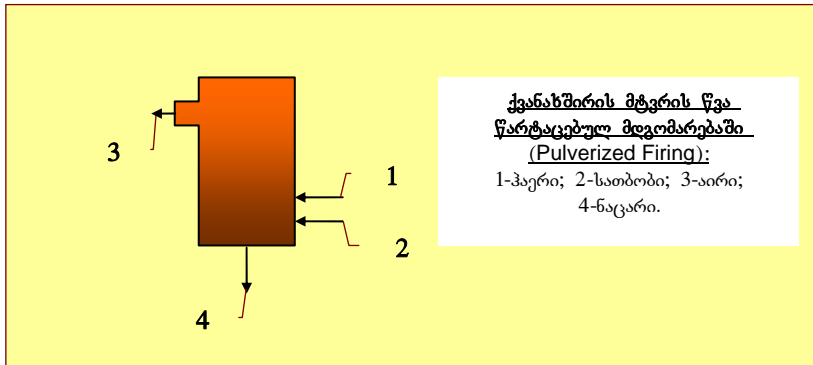 ქვანახშირის მტვრის წვა
წარტაცებულ მდგომარებაში
(Pulverized Firing):
1-ჰაერი; 2-სათბობი; 3-აირი;
4-ნაცარი.
3
1
2
4